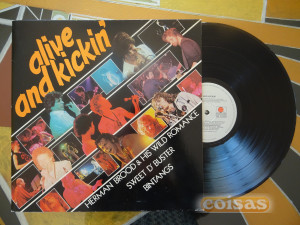 alive
and kickin'
HERMAN BROOD & HIS WILD ROMANCE
SWEET D'BUSTER
BINTANGS
coisas